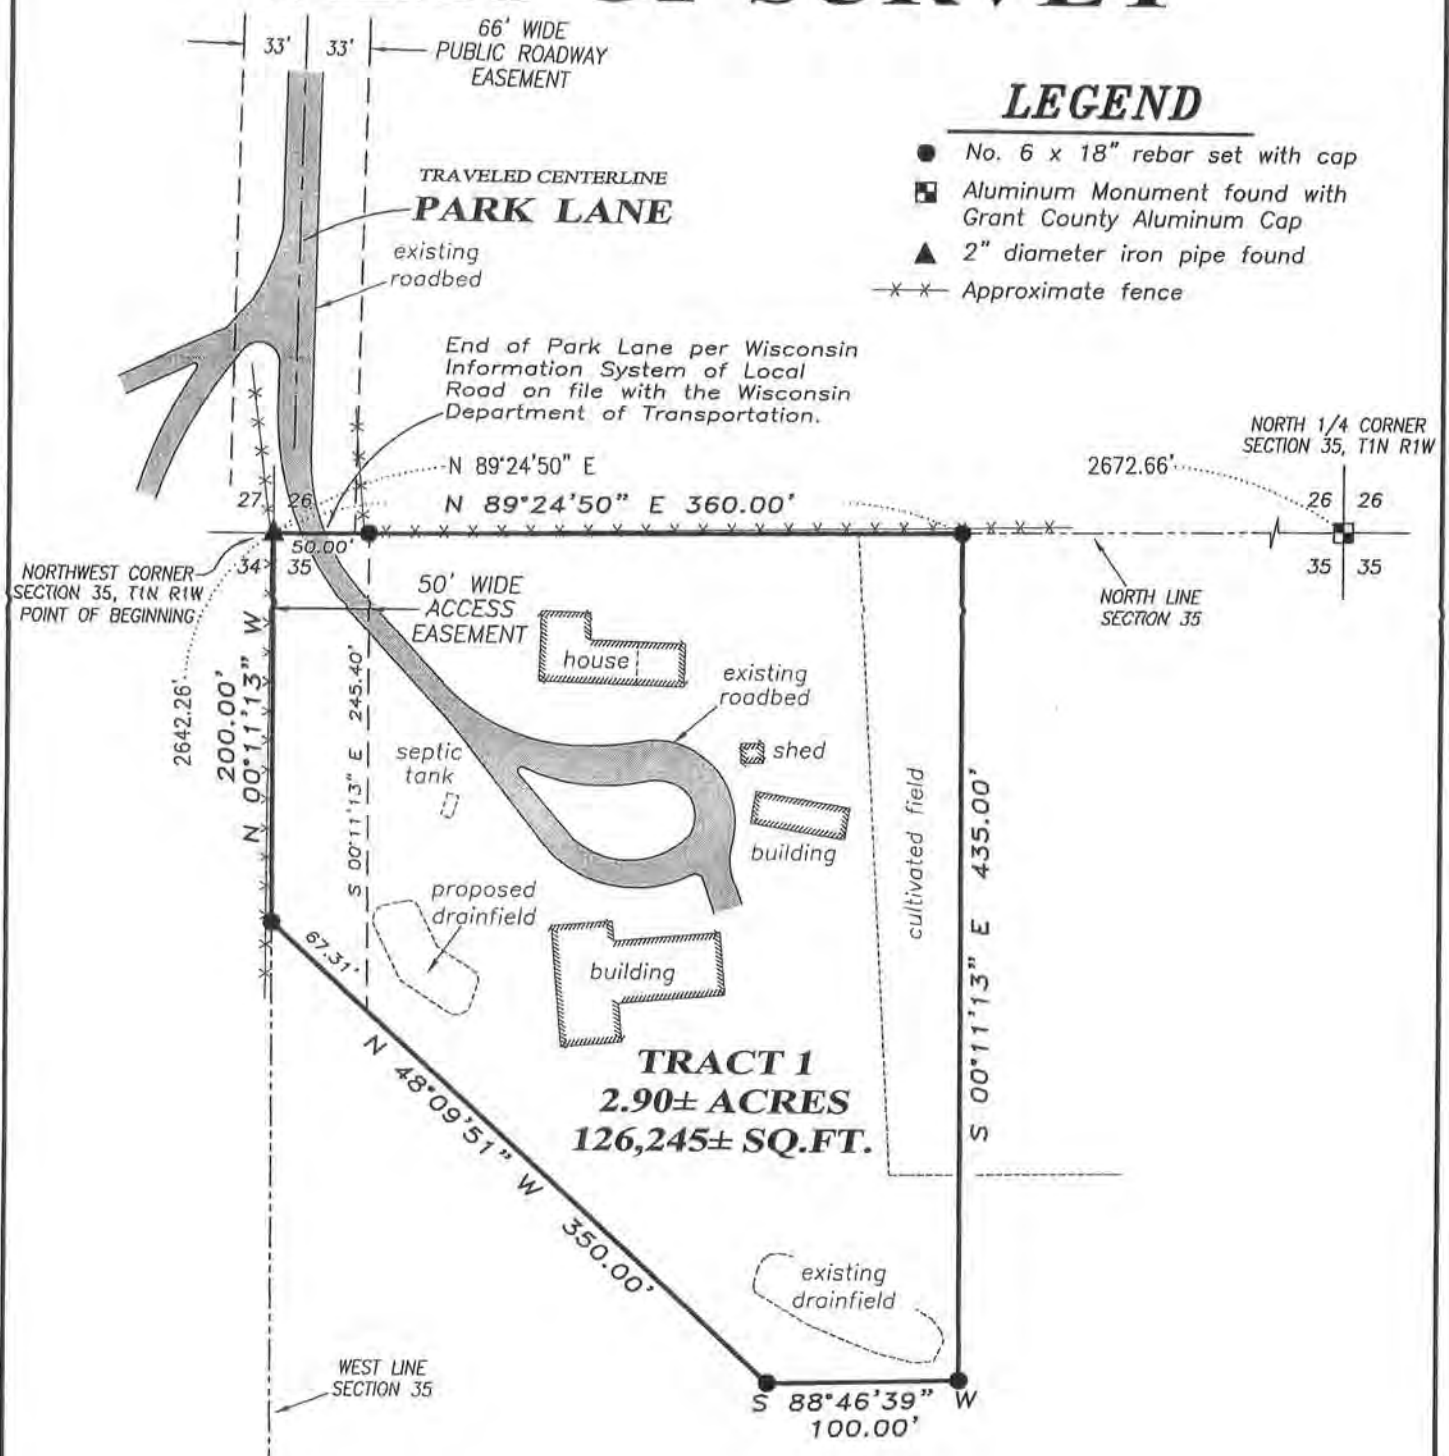 OF SURVEY
66' WIDE
PUBLIC ROADWAY
EASEMENT
33'
33'
LEGEND
No. 6 x 18" rebar set with cap
Aluminum Monument found with
Grant County Aluminum Cap
2" diameter iron pipe found
x x Approximate fence
TRAVELED CENTERLINE
PARK LANE
existing
roadbed
End of Park Lane per Wisconsin
Information System of Local
Road on file with the Wisconsin
Department of Transportation.
NORTH 1/4 CORNER
SECTION 35, T1N R1W
N 89°24'50" E
2672.66'
N 89°24'50" E 360.00'
27
26
26
26
50.00'
34
35
35
35
NORTHWEST CORNER
SECTION 35, T1N R1W
POINT OF BEGINNING
NORTH LINE
SECTION 35
50' WIDE
ACCESS
EASEMENT
house
existing
roadbed
2642.26'
200.00'
N 00°11'13" W
S 00°11'13" E 245.40'
septic
tank
shed
building
cultivated field
S 00°11'13" E 435.00'
proposed
drainfield
67.31'
building
N 48°09'51" W 350.00'
TRACT 1
2.90± ACRES
126,245± SQ.FT.
existing
drainfield
WEST LINE
SECTION 35
S 88°46'39" W
100.00'